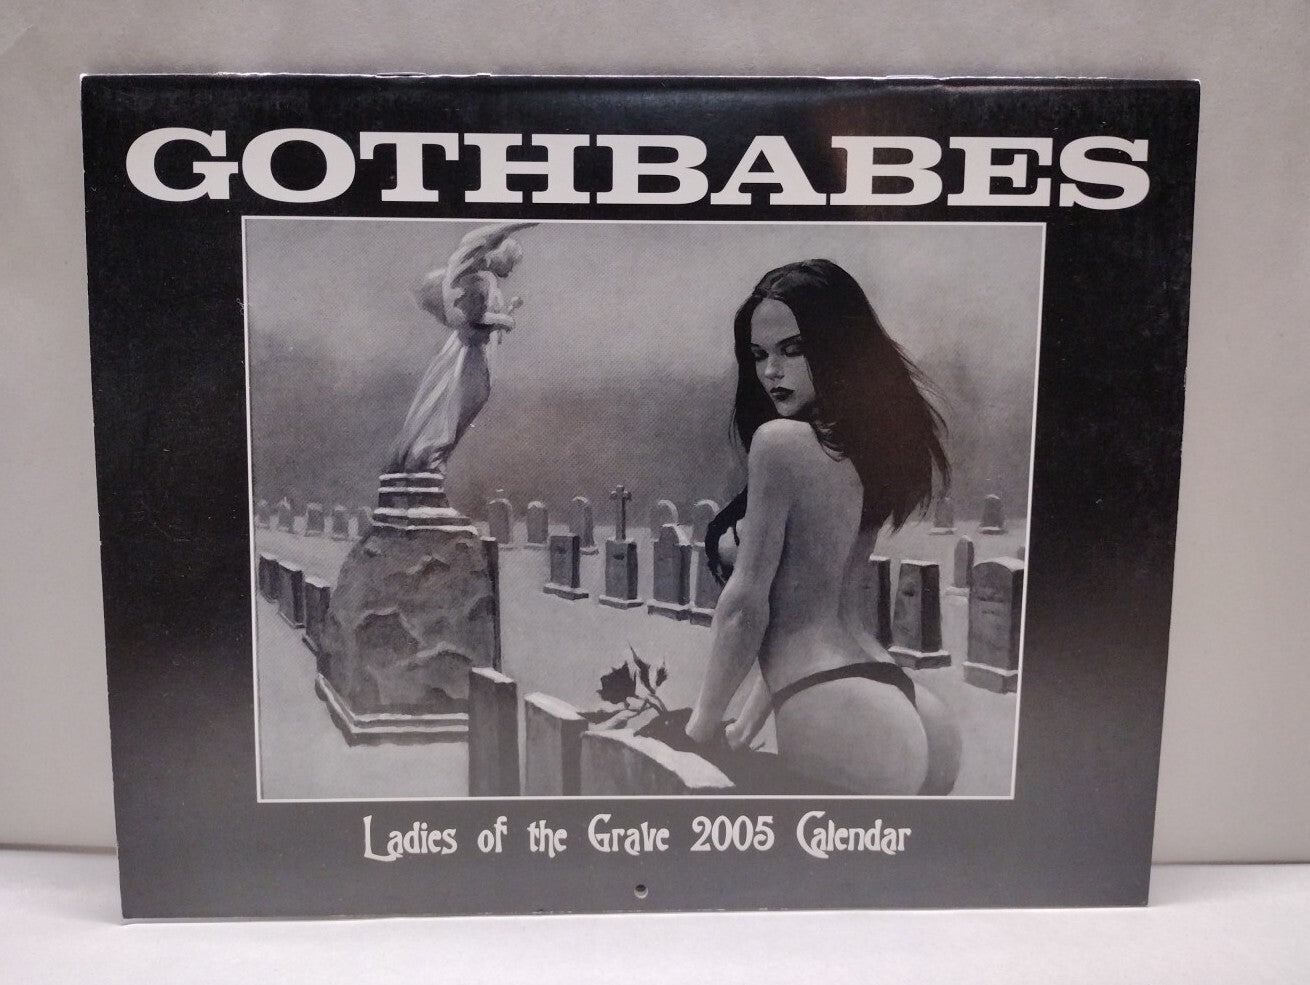 GOTHBABES
Ladies of the Grave 2005 Calendar